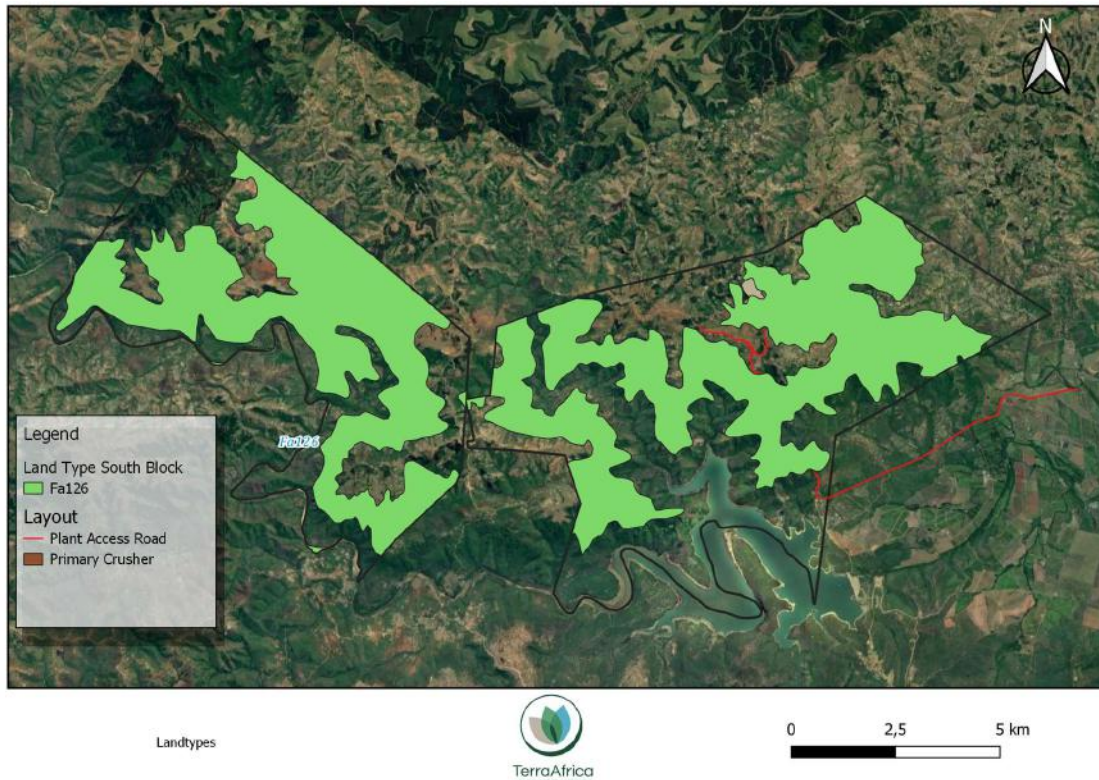 N
Fa126
Legend
Land Type South Block
Fa126
Layout
Plant Access Road
Primary Crusher
Landtypes
TerraAfrica
0 2,5 5 km